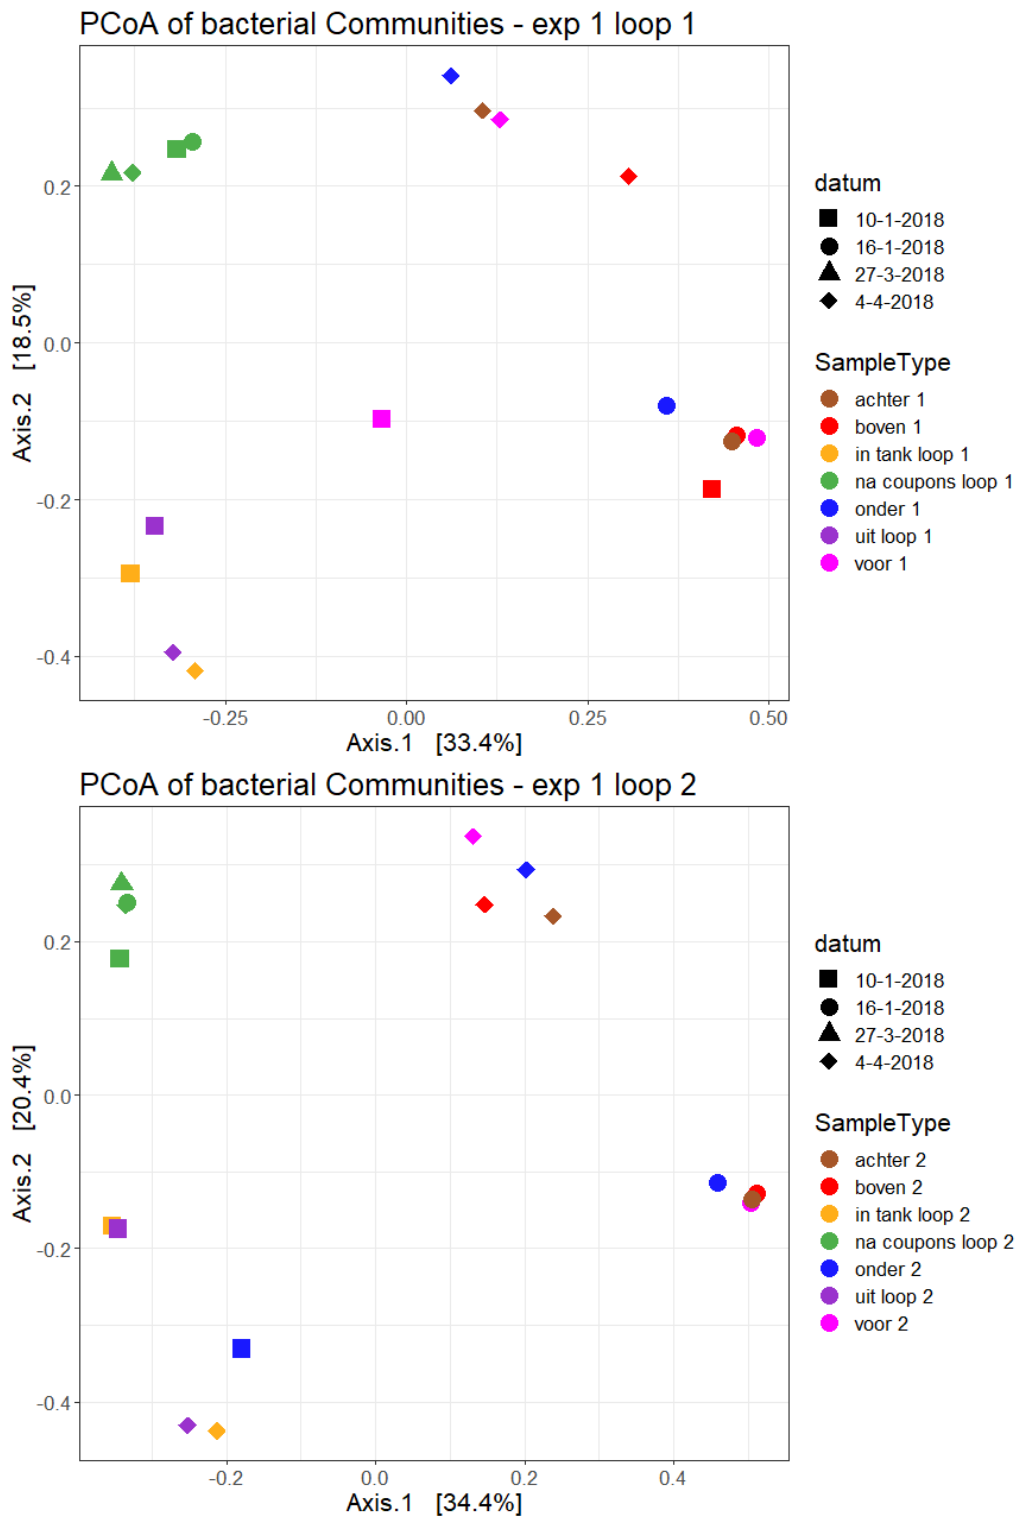 PCoA of bacterial Communities - exp 1 loop 1
Axis.2 [18.5%]
0.2
0.0
-0.2
-0.4
-0.25
0.00
0.25
0.50
Axis.1 [33.4%]
datum
10-1-2018
16-1-2018
27-3-2018
4-4-2018
SampleType
achter 1
boven 1
in tank loop 1
na coupons loop 1
onder 1
uit loop 1
voor 1
PCoA of bacterial Communities - exp 1 loop 2
Axis.2 [20.4%]
0.2
0.0
-0.2
-0.4
-0.2
0.0
0.2
0.4
Axis.1 [34.4%]
datum
10-1-2018
16-1-2018
27-3-2018
4-4-2018
SampleType
achter 2
boven 2
in tank loop 2
na coupons loop 2
onder 2
uit loop 2
voor 2